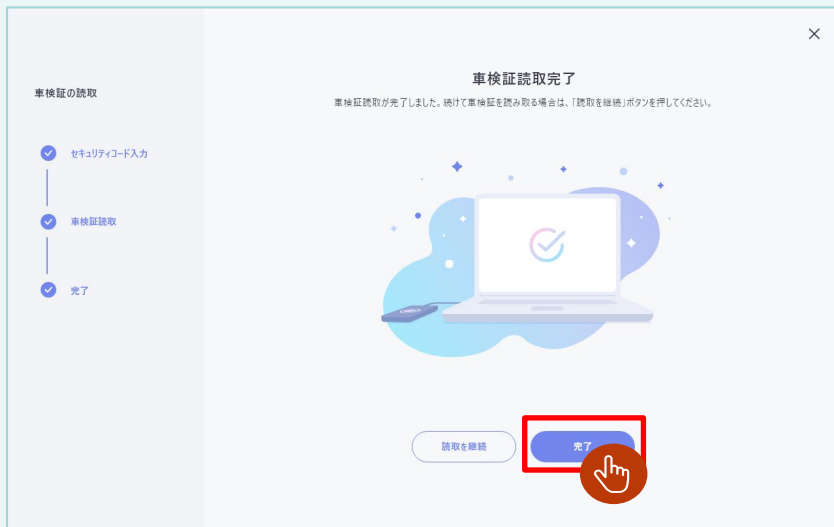 車検証の読取
セキュリティコード入力
車検証読取
完了
車検証読取完了
車検証読取が完了しました。続けて車検証を読み取る場合は、「読取を継続」ボタンを押してください。
読取を継続
完了